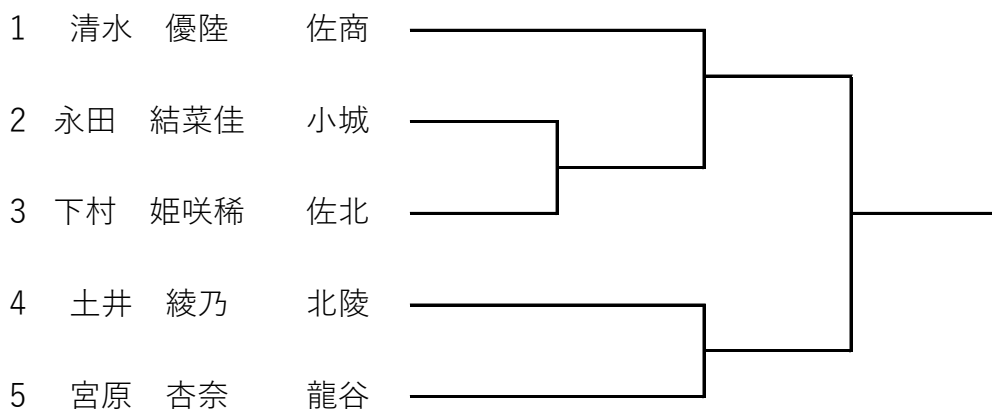 1 清水 優陸 佐商
2 永田 結菜佳 小城
3 下村 姫咲稀 佐北
4 土井 綾乃 北陵
5 宮原 杏奈 龍谷